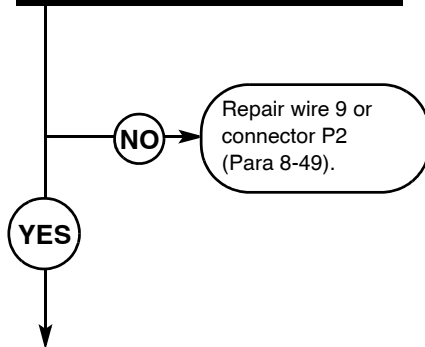 NO
Repair wire 9 or
connector P2
(Para 8-49).
YES